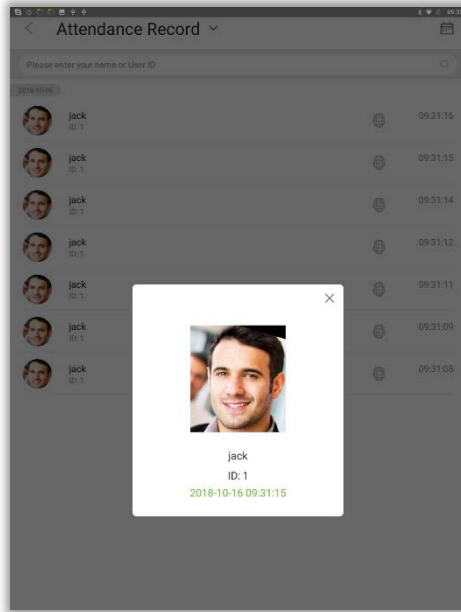 Attendance Record
Please enter your name or User ID
2018-10-16
jack
ID: 1
09:31:16
jack
ID: 1
09:31:15
jack
ID: 1
09:31:14
jack
ID: 1
09:31:12
jack
ID: 1
09:31:11
jack
ID: 1
09:31:09
jack
ID: 1
09:31:08
jack
ID: 1
2018-10-16 09:31:15